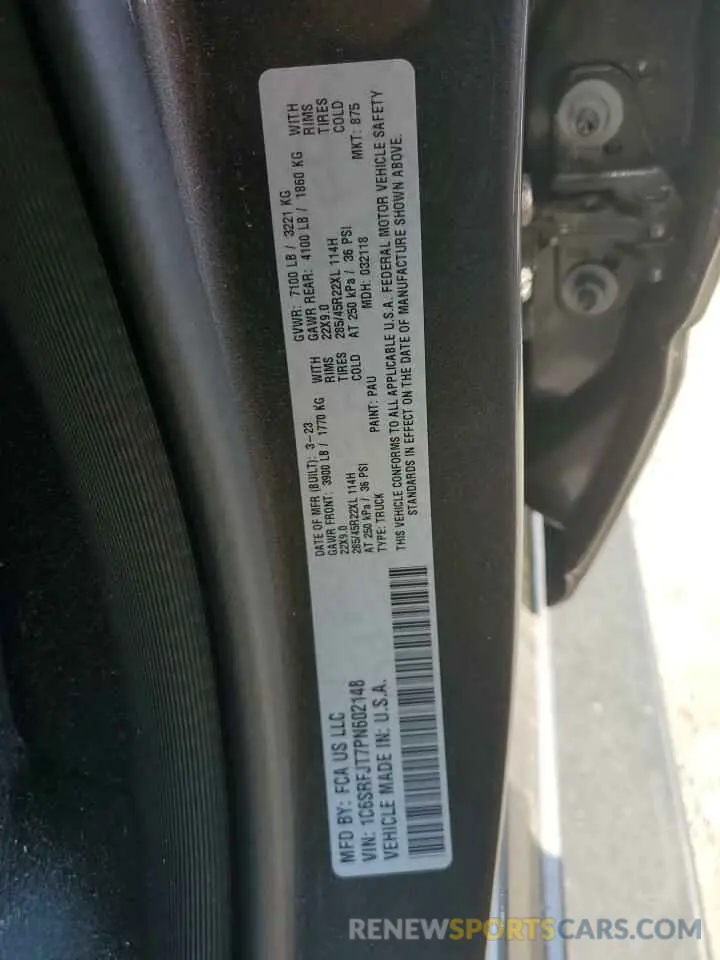 MFD BY: FCA US LLC
VIN: 1C6SRFJT7PN602148
VEHICLE MADE IN: U.S.A.
DATE OF MFR (BUILT): 3-23
GAWR FRONT: 3900 LB / 1770 KG WITH
22X9.0 RIMS
285/45R22XL 114H TIRES
AT 250 kPa / 36 PSI COLD
TYPE: TRUCK PAINT: PAU
GVWR: 7100 LB / 3221 KG
GAWR REAR: 4100 LB / 1860 KG WITH
22X9.0 RIMS
285/45R22XL 114H TIRES
AT 250 kPa / 36 PSI COLD
MDH: 032118 MKT: 875
THIS VEHICLE CONFORMS TO ALL APPLICABLE U.S.A. FEDERAL MOTOR VEHICLE SAFETY
STANDARDS IN EFFECT ON THE DATE OF MANUFACTURE SHOWN ABOVE.
RENEWSPORTSCARS.COM